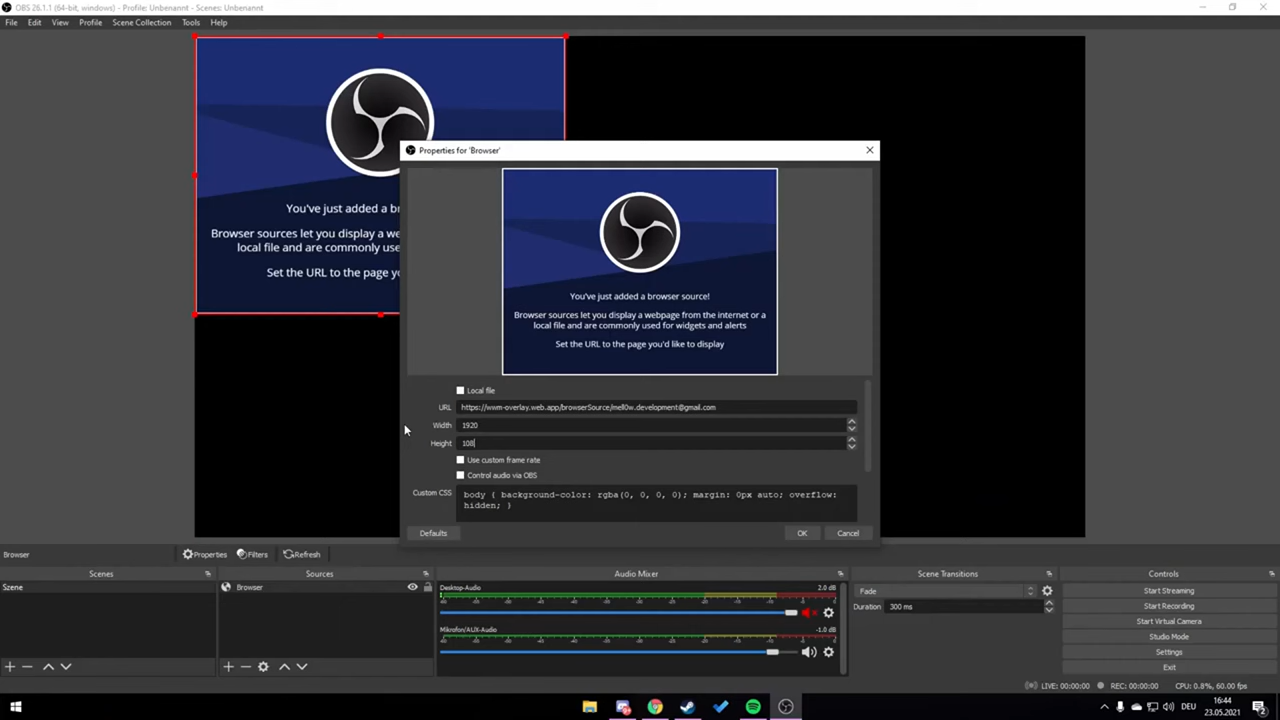 OBS 26.1.1 (64-bit, windows) - Profile: Unbenannt - Scenes: Unbenannt
File Edit View Profile Scene Collection Tools Help
You've just added a b
Browser sources let you display a we
local file and are commonly use
Set the URL to the page yo
Properties for 'Browser'
You've just added a browser source!
Browser sources let you display a webpage from the internet or a
local file and are commonly used for widgets and alerts
Set the URL to the page you'd like to display
Local file
URL https://wwm-overlay.web.app/browserSource/mell0w.development@gmail.com
Width 1920
Height 108
Use custom frame rate
Control audio via OBS
Custom CSS body { background-color: rgba(0, 0, 0, 0); margin: 0px auto; overflow:
hidden; }
Defaults OK Cancel
Browser Properties Filters Refresh
Scenes Sources Audio Mixer Scene Transitions Controls
Szene
Browser
Desktop-Audio 2.0 dB
Mikrofon/AUX-Audio -1.0 dB
Fade
Duration 300 ms
Start Streaming
Start Recording
Start Virtual Camera
Studio Mode
Settings
Exit
LIVE: 00:00:00 REC: 00:00:00 CPU: 0.8%, 60.00 fps
DEU 16:44
23.05.2021 2